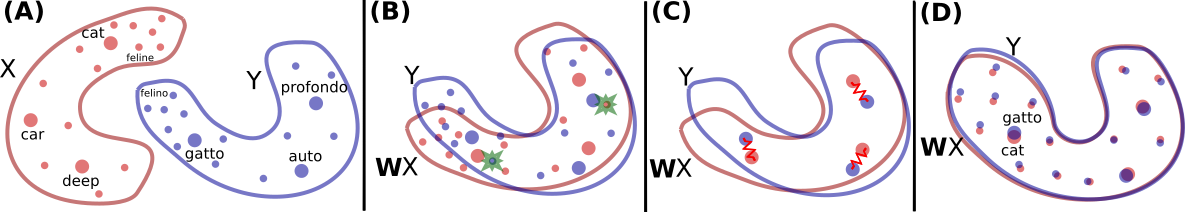 (A)
X
cat
feline
car
deep
Y
felino
profondo
gatto
auto
(B)
Y
WX
(C)
Y
WX
(D)
Y
gatto
cat
WX